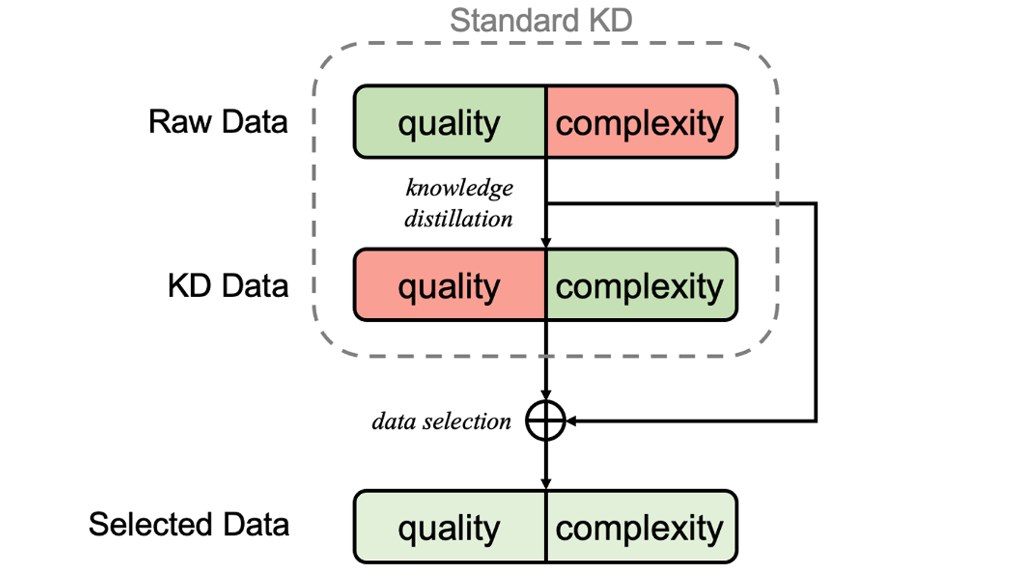 Standard KD
Raw Data
quality
complexity
knowledge
distillation
KD Data
quality
complexity
data selection
Selected Data
quality
complexity